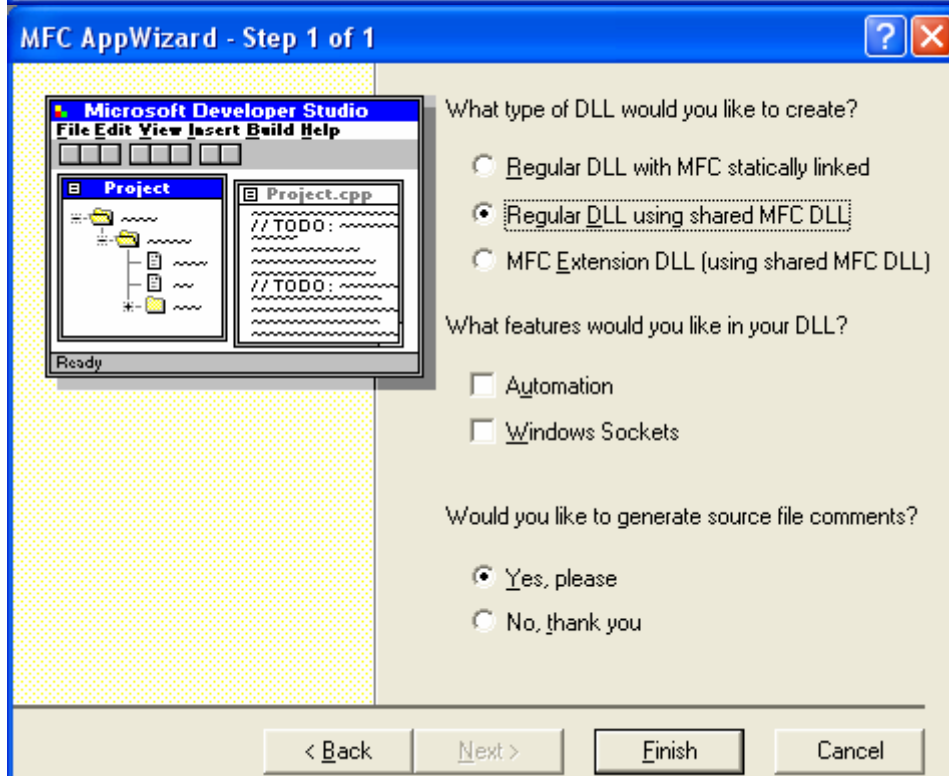 MFC AppWizard - Step 1 of 1
Microsoft Developer Studio
File Edit View Insert Build Help
Project
Project.cpp
// TODO:
// TODO:
Ready
What type of DLL would you like to create?
Regular DLL with MFC statically linked
Regular DLL using shared MFC DLL
MFC Extension DLL (using shared MFC DLL)
What features would you like in your DLL?
Automation
Windows Sockets
Would you like to generate source file comments?
Yes, please
No, thank you
< Back
Next >
Finish
Cancel